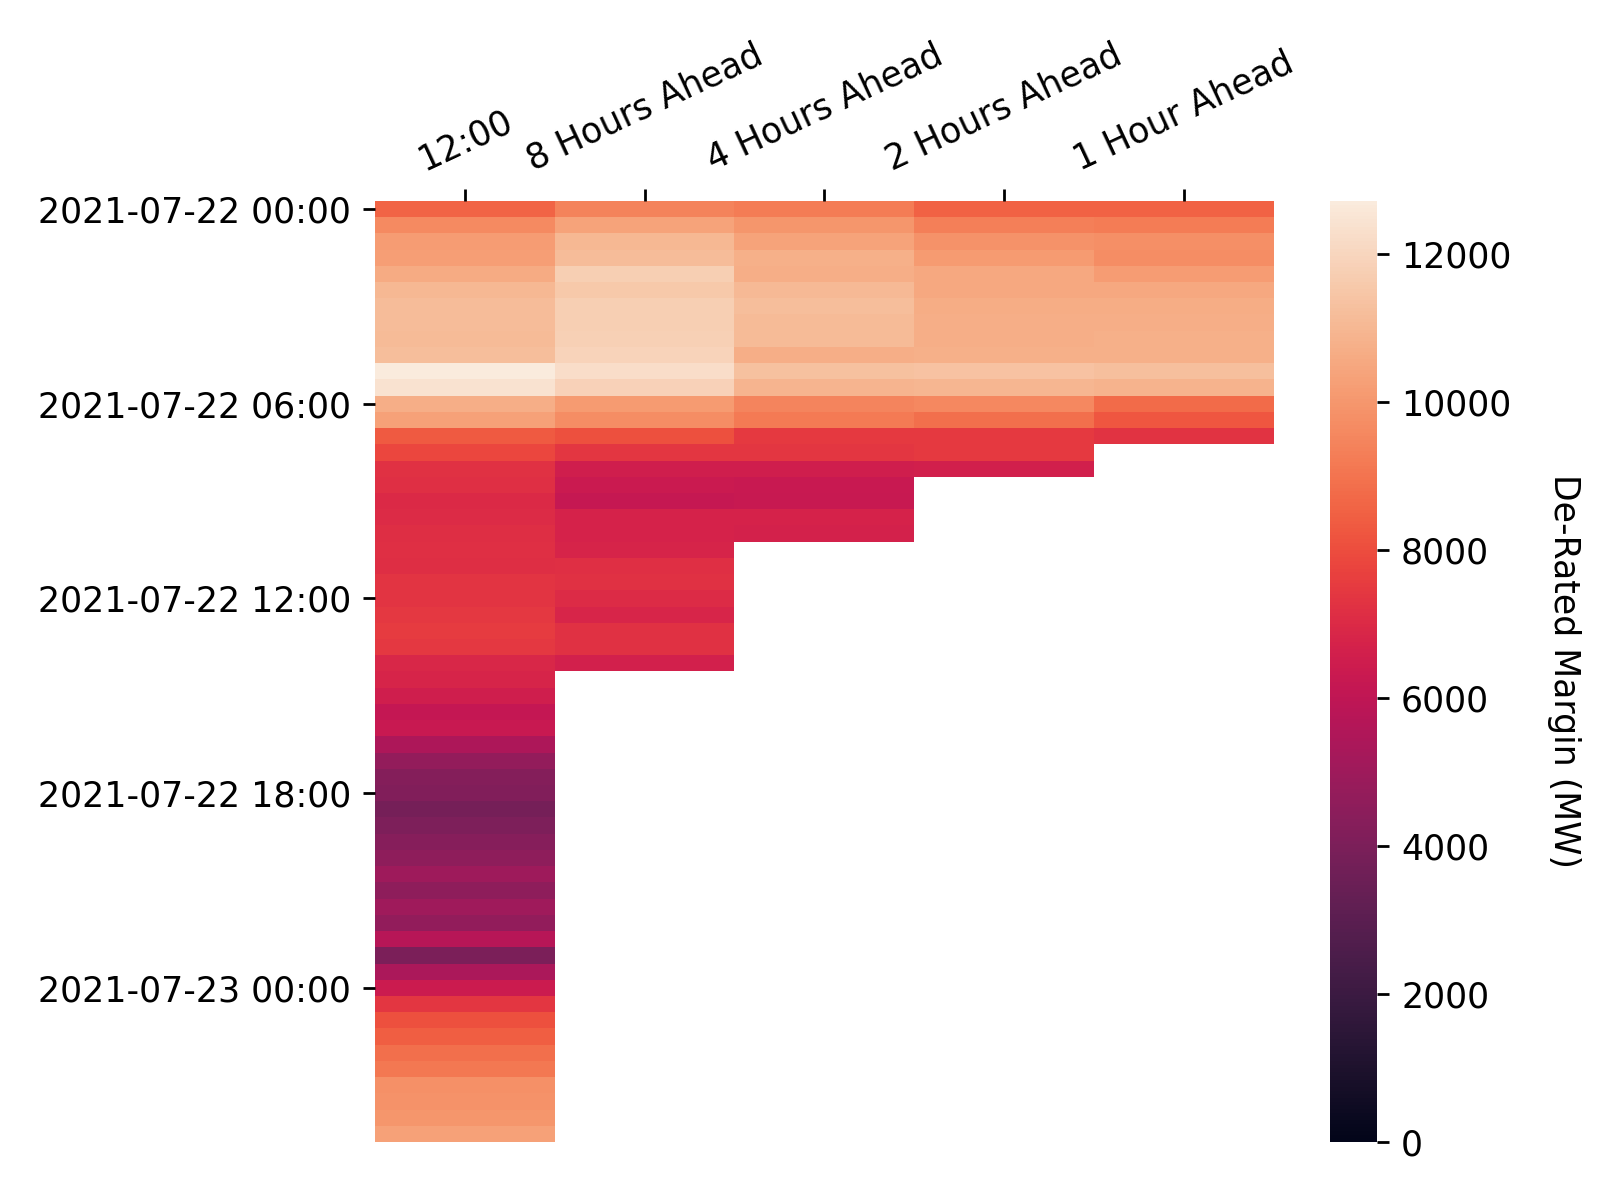 12:00
8 Hours Ahead
4 Hours Ahead
2 Hours Ahead
1 Hour Ahead
2021-07-22 00:00
2021-07-22 06:00
2021-07-22 12:00
2021-07-22 18:00
2021-07-23 00:00
12000
10000
8000
6000
4000
2000
0
De-Rated Margin (MW)